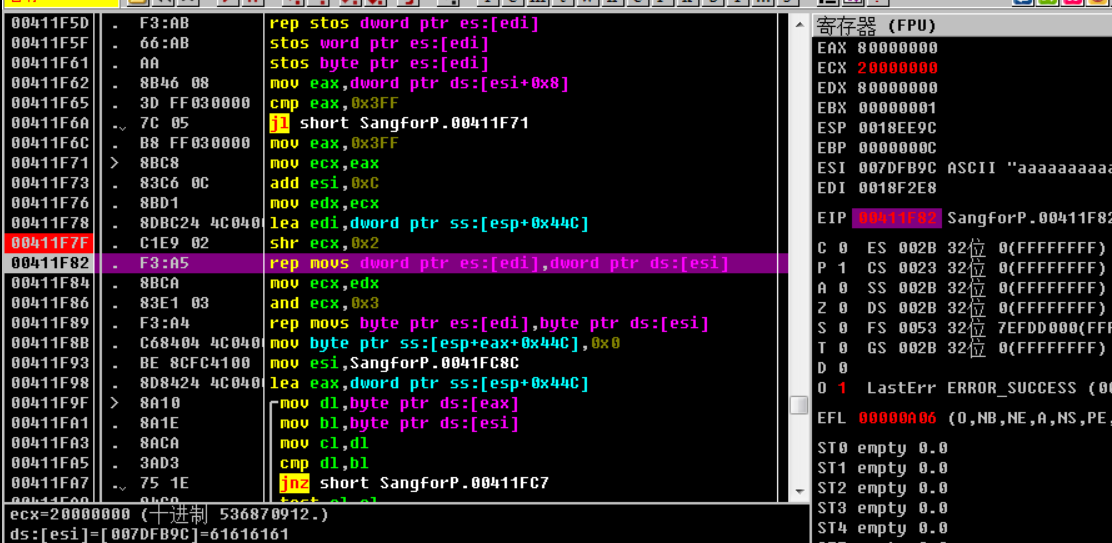 00411F5D . F3:AB rep stos dword ptr es:[edi]
00411F5F . 66:AB stos word ptr es:[edi]
00411F61 . AA stos byte ptr es:[edi]
00411F62 . 8B46 08 mov eax,dword ptr ds:[esi+0x8]
00411F65 . 3D FF030000 cmp eax,0x3FF
00411F6A . 7C 05 jl short SangforP.00411F71
00411F6C . B8 FF030000 mov eax,0x3FF
00411F71 > 8BC8 mov ecx,eax
00411F73 . 83C6 0C add esi,0xC
00411F76 . 8BD1 mov edx,ecx
00411F78 . 8DBC24 4C040 lea edi,dword ptr ss:[esp+0x44C]
00411F7F . C1E9 02 shr ecx,0x2
00411F82 . F3:A5 rep movs dword ptr es:[edi],dword ptr ds:[esi]
00411F84 . 8BCA mov ecx,edx
00411F86 . 83E1 03 and ecx,0x3
00411F89 . F3:A4 rep movs byte ptr es:[edi],byte ptr ds:[esi]
00411F8B . C68404 4C040 mov byte ptr ss:[esp+eax+0x44C],0x0
00411F93 . BE 8CFC4100 mov esi,SangforP.0041FC8C
00411F98 . 8D8424 4C040 lea eax,dword ptr ss:[esp+0x44C]
00411F9F > 8A10 mov dl,byte ptr ds:[eax]
00411FA1 . 8A1E mov bl,byte ptr ds:[esi]
00411FA3 . 8ACA mov cl,dl
00411FA5 . 3AD3 cmp dl,bl
00411FA7 . 75 1E jnz short SangforP.00411FC7
ecx=20000000 (十进制 536870912.)
ds:[esi]=[007DFB9C]=61616161
寄存器 (FPU)
EAX 80000000
ECX 20000000
EDX 80000000
EBX 00000001
ESP 0018EE9C
EBP 0000000C
ESI 007DFB9C ASCII "aaaaaaaaaa
EDI 0018F2E8
EIP 00411F82 SangforP.00411F82
C 0 ES 002B 32位 0(FFFFFFFF)
P 1 CS 0023 32位 0(FFFFFFFF)
A 0 SS 002B 32位 0(FFFFFFFF)
Z 0 DS 002B 32位 0(FFFFFFFF)
S 0 FS 0053 32位 7EFDD000(FFF
T 0 GS 002B 32位 0(FFFFFFFF)
D 0
O 1 LastErr ERROR_SUCCESS (00
EFL 00000A06 (O,NB,NE,A,NS,PE,
ST0 empty 0.0
ST1 empty 0.0
ST2 empty 0.0
ST3 empty 0.0
ST4 empty 0.0